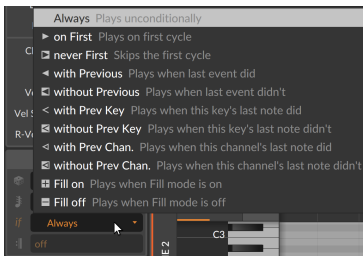 Always Plays unconditionally
on First Plays on first cycle
never First Skips the first cycle
with Previous Plays when last event did
without Previous Plays when last event didn't
with Prev Key Plays when this key's last note did
without Prev Key Plays when this key's last note didn't
with Prev Chan. Plays when this channel's last note did
without Prev Chan. Plays when this channel's last note didn't
Fill on Plays when Fill mode is on
Fill off Plays when Fill mode is off
Vel S
R-Ve
if Always
off
C3
E 2